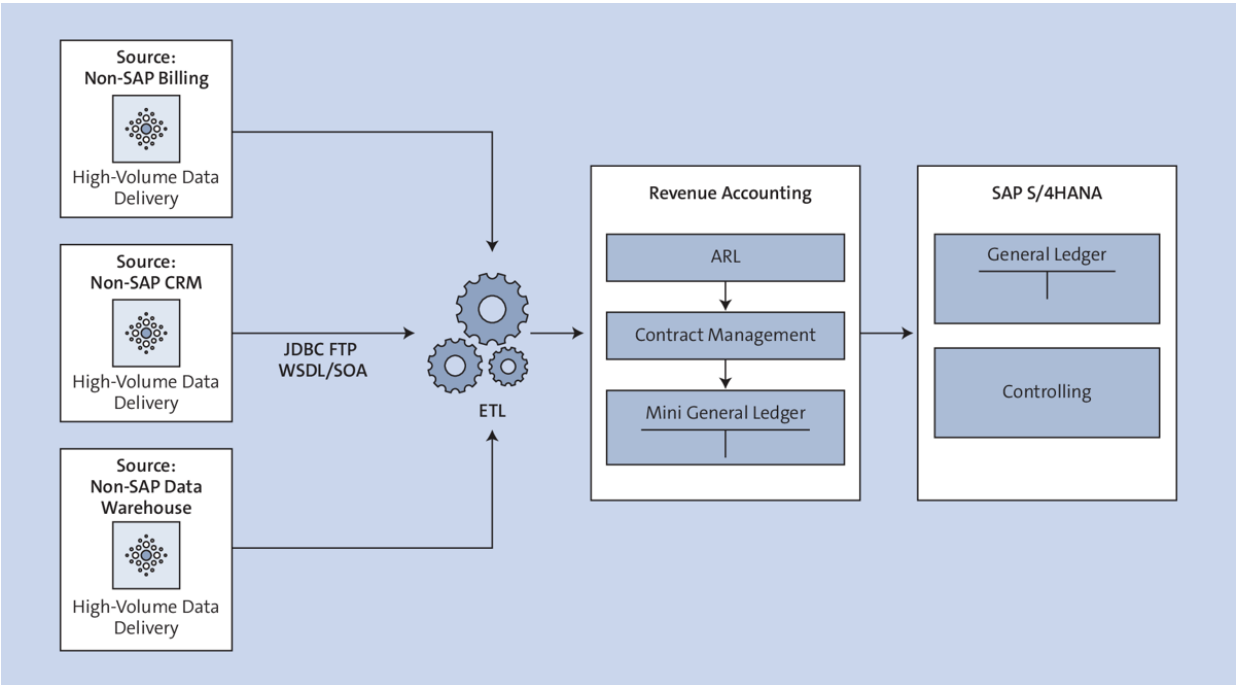 Source:
Non-SAP Billing
High-Volume Data
Delivery
Source:
Non-SAP CRM
High-Volume Data
Delivery
Source:
Non-SAP Data
Warehouse
High-Volume Data
Delivery
JDBC FTP
WSDL/SOA
ETL
Revenue Accounting
ARL
Contract Management
Mini General Ledger
SAP S/4HANA
General Ledger
Controlling